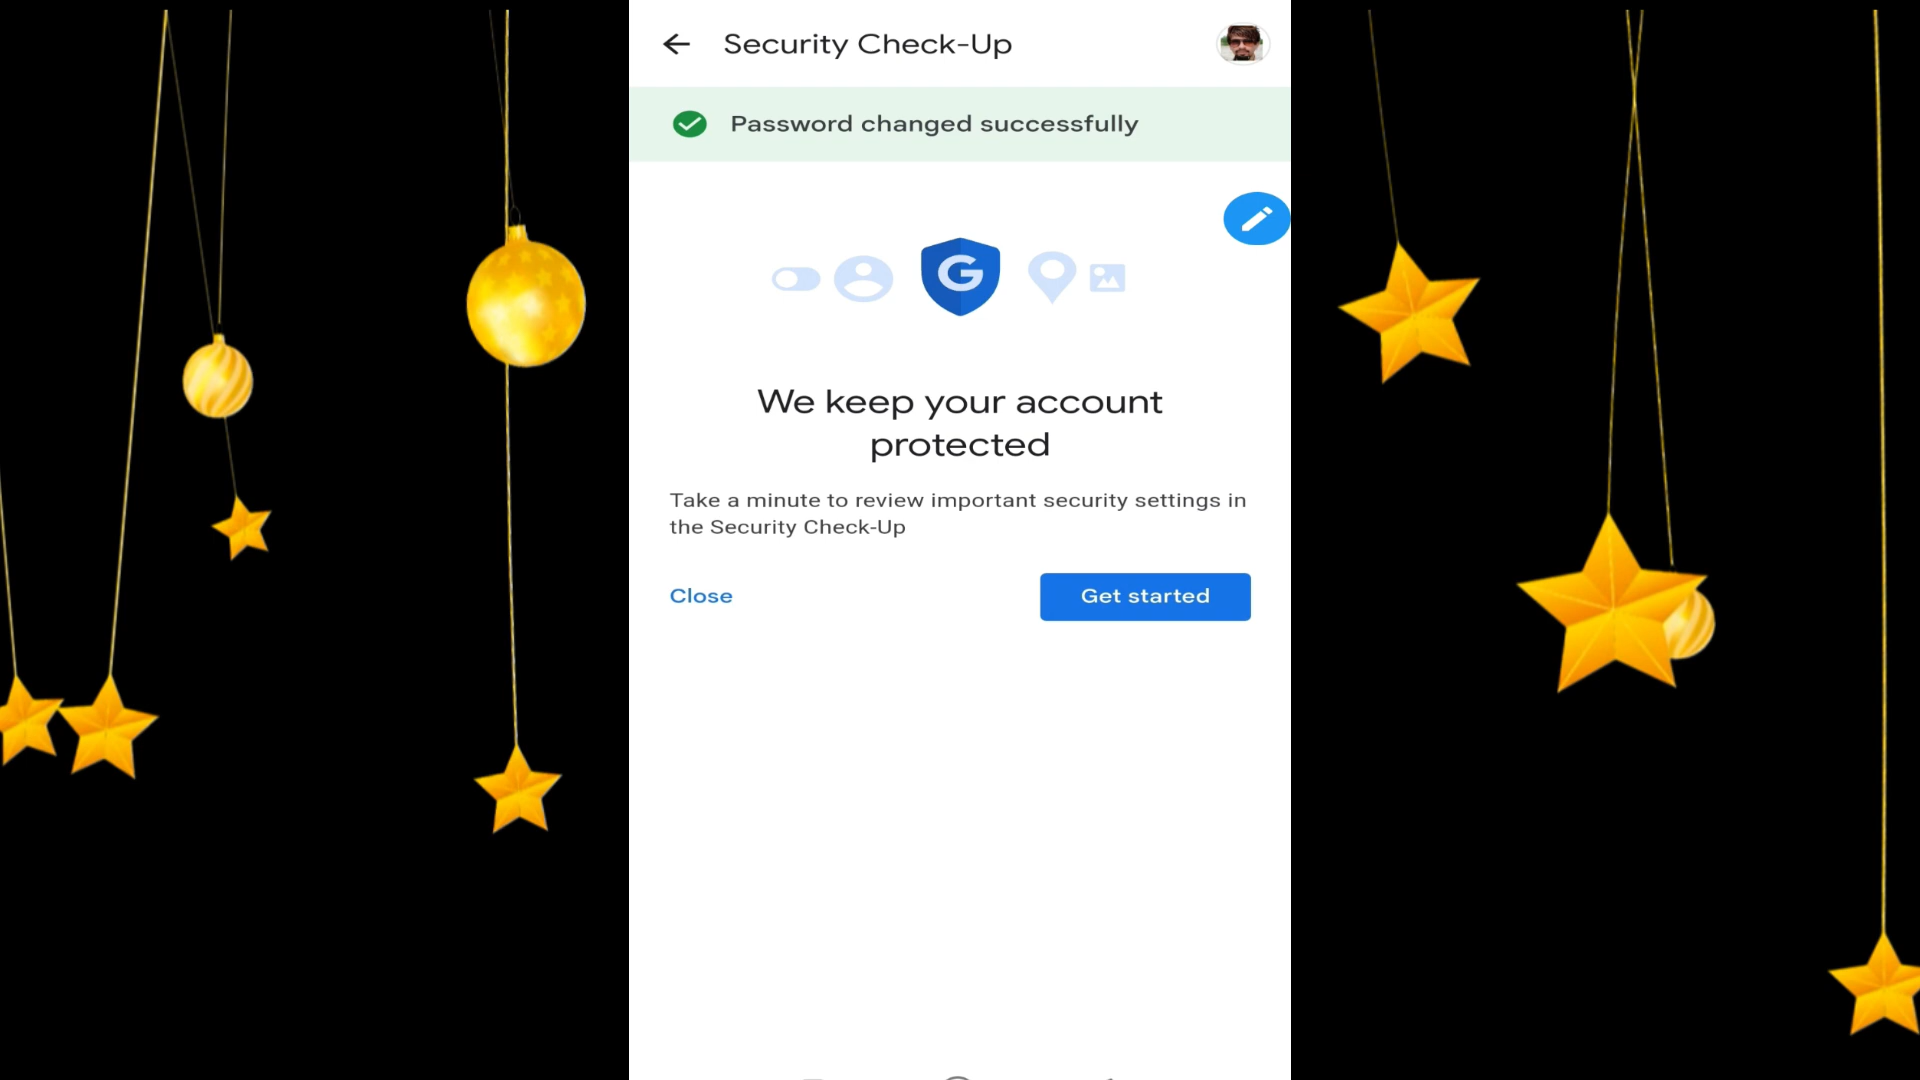 Security Check-Up
Password changed successfully
G
We keep your account
protected
Take a minute to review important security settings in
the Security Check-Up
Close
Get started